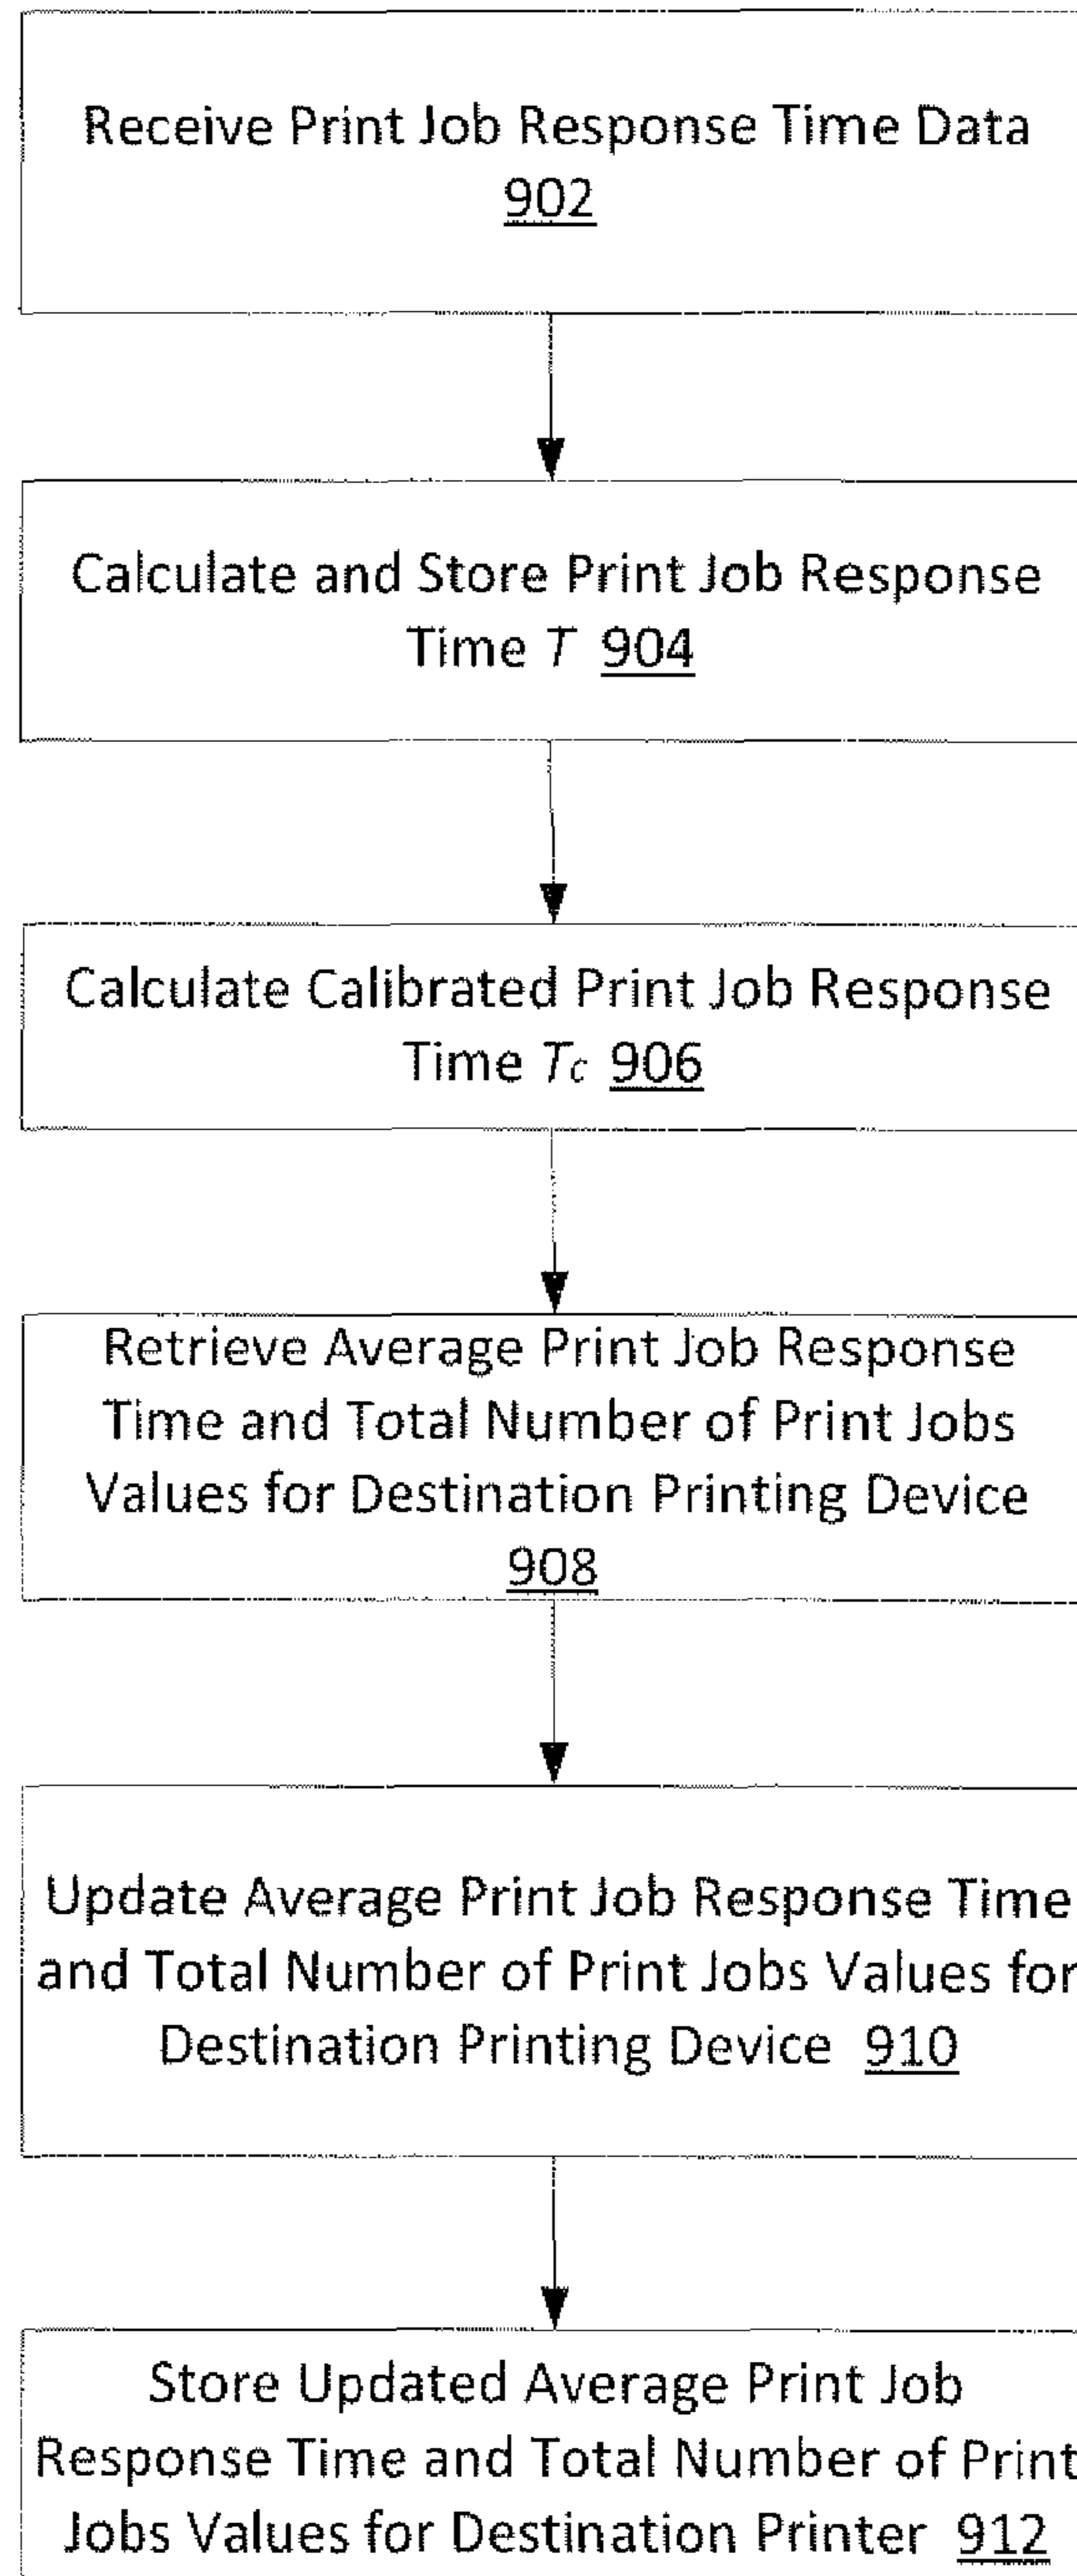 Receive Print Job Response Time Data
902
Calculate and Store Print Job Response
Time T 904
Calculate Calibrated Print Job Response
Time Tc 906
Retrieve Average Print Job Response
Time and Total Number of Print Jobs
Values for Destination Printing Device
908
Update Average Print Job Response Time
and Total Number of Print Jobs Values for
Destination Printing Device 910
Store Updated Average Print Job
Response Time and Total Number of Print
Jobs Values for Destination Printer 912